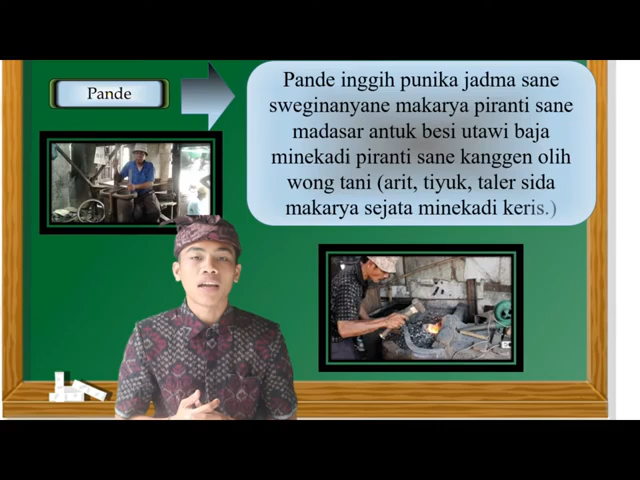 Pande
Pande inggih punika jadma sane
sweginanyane makarya piranti sane
madasar antuk besi utawi baja
minekadi piranti sane kanggen olih
wong tani (arit, tiyuk, taler sida
makarya sejata minekadi keris.)